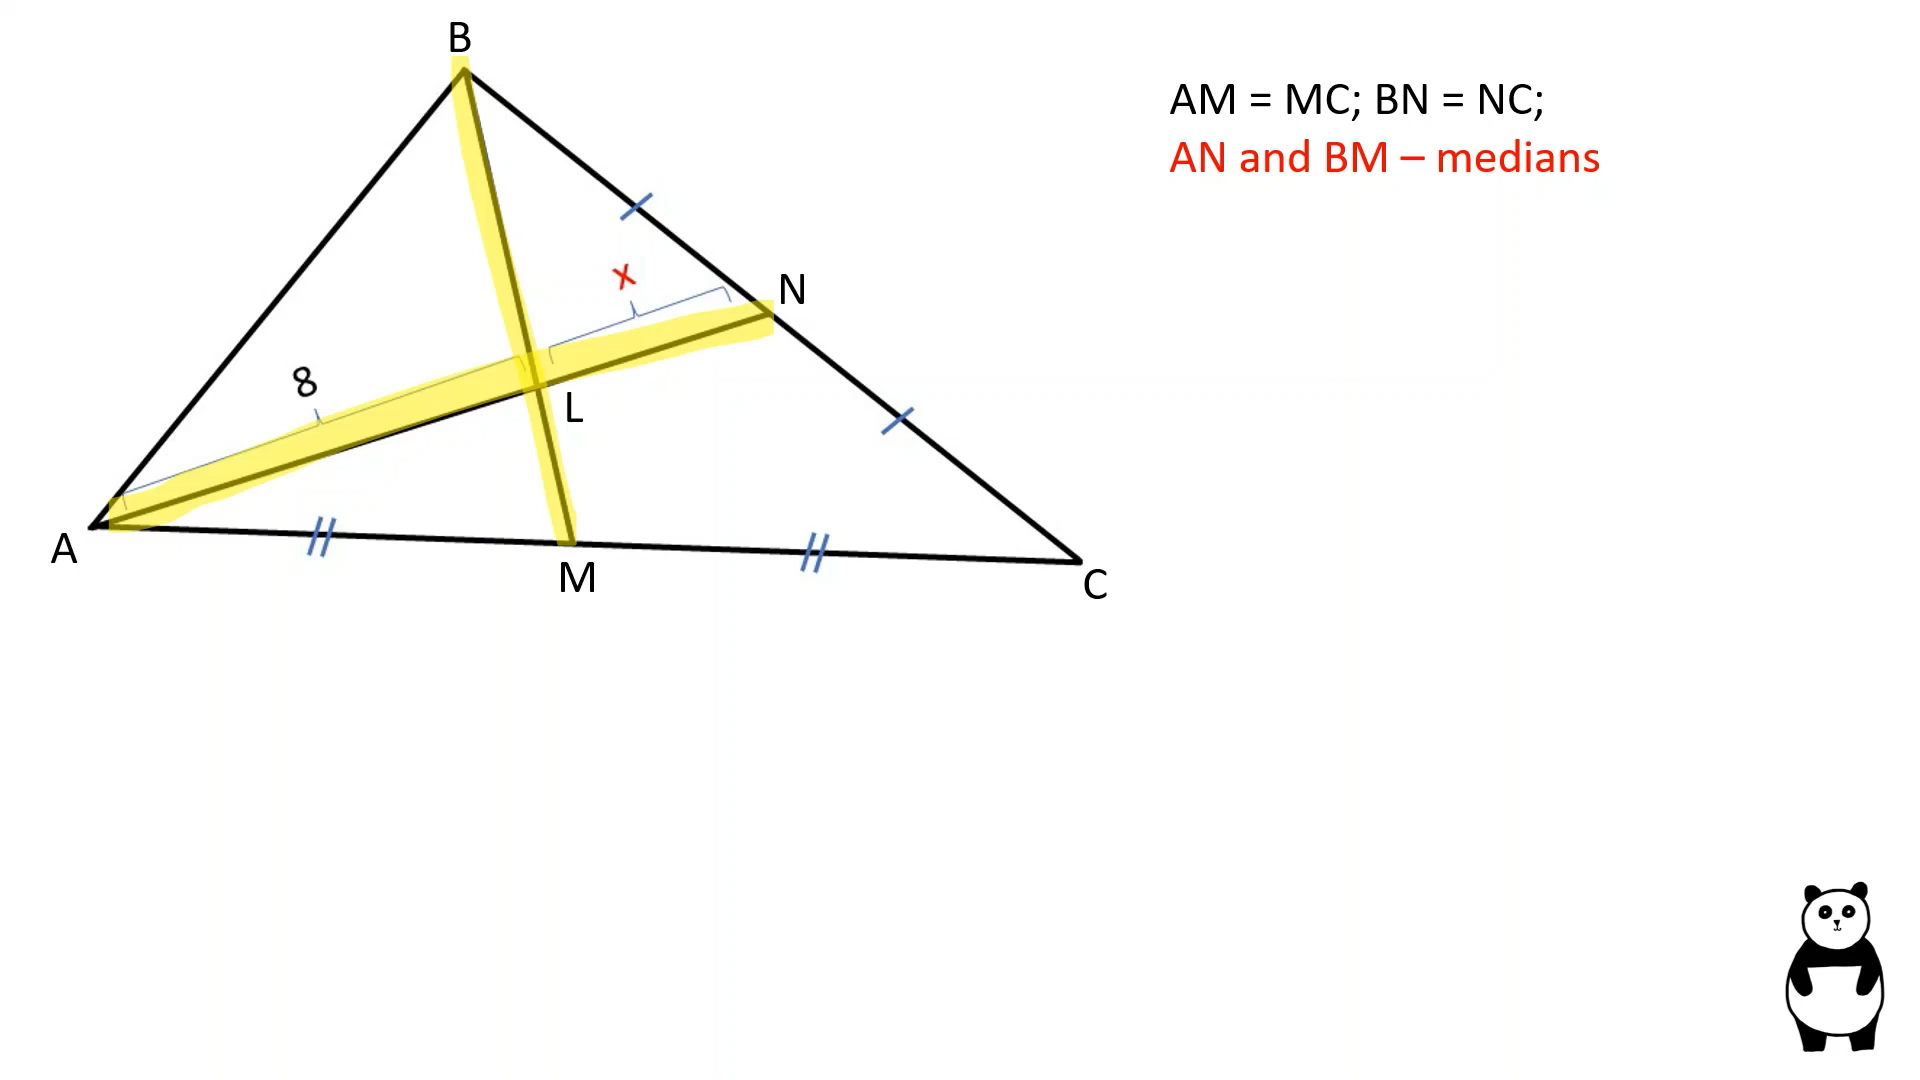 B
AM = MC; BN = NC;
AN and BM – medians
x
N
8
L
A
M
C